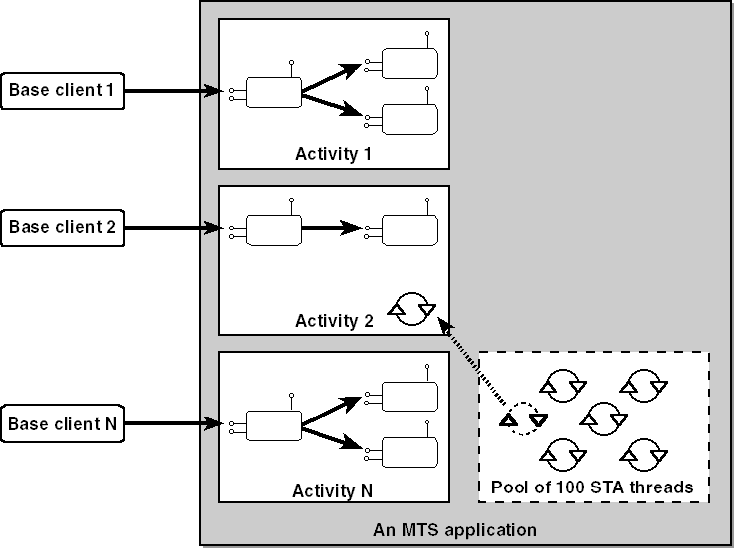 Base client 1
Activity 1
Base client 2
Activity 2
Base client N
Activity N
Pool of 100 STA threads
An MTS application